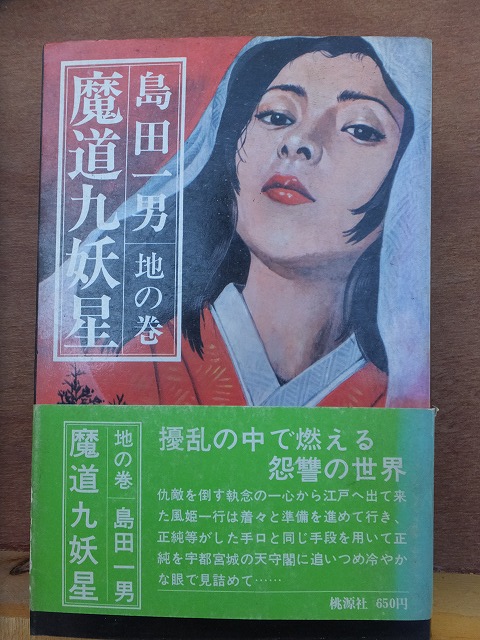 島田一男 地の巻
魔道九妖星
擾乱の中で燃える
怨讐の世界
仇敵を倒す執念の一心から江戸へ出て来
た風姫一行は着々と準備を進めて行き、
正純等がした手口と同じ手段を用いて正
純を宇都宮城の天守閣に追いつめ冷やや
かな眼で見詰めて……
地の巻 島田一男
魔道九妖星
桃源社 650円